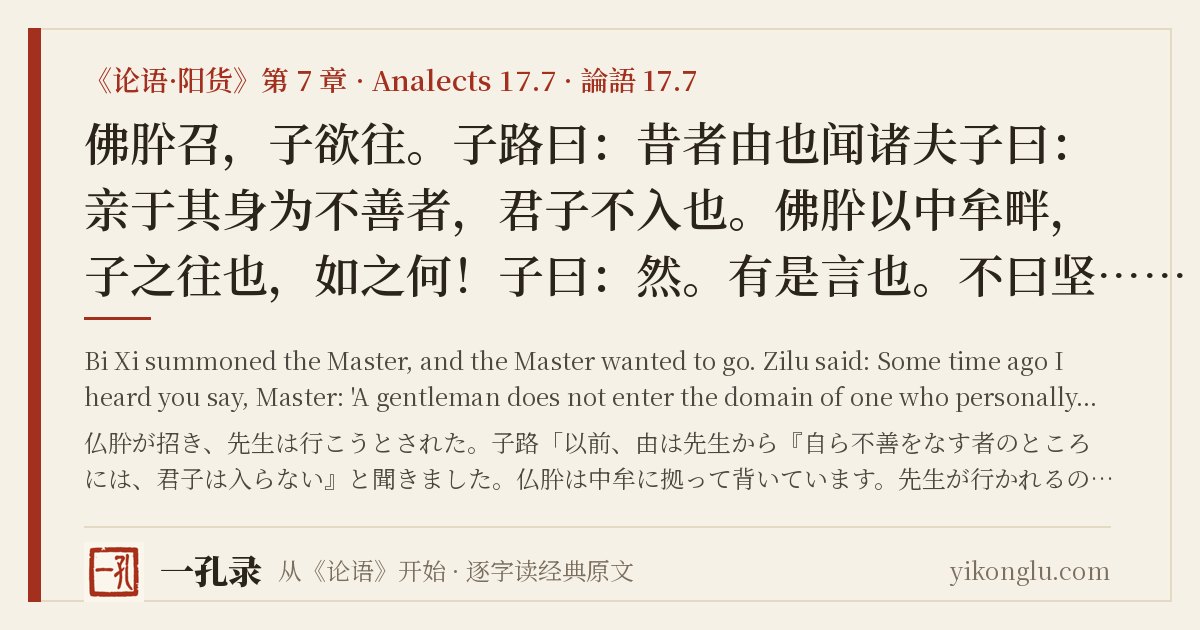 《论语·阳货》第 7 章 · Analects 17.7 · 論語 17.7
佛肸召，子欲往。子路曰：昔者由也闻诸夫子曰：
亲于其身为不善者，君子不入也。佛肸以中牟畔，
子之往也，如之何！子曰：然。有是言也。不曰坚……
Bi Xi summoned the Master, and the Master wanted to go. Zilu said: Some time ago I
heard you say, Master: 'A gentleman does not enter the domain of one who personally…
仏肸が招き、先生は行こうとされた。子路「以前、由は先生から『自ら不善をなす者のところ
には、君子は入らない』と聞きました。仏肸は中牟に拠って背いています。先生が行かれるの…
一孔
一孔录 从《论语》开始 · 逐字读经典原文 yikonglu.com